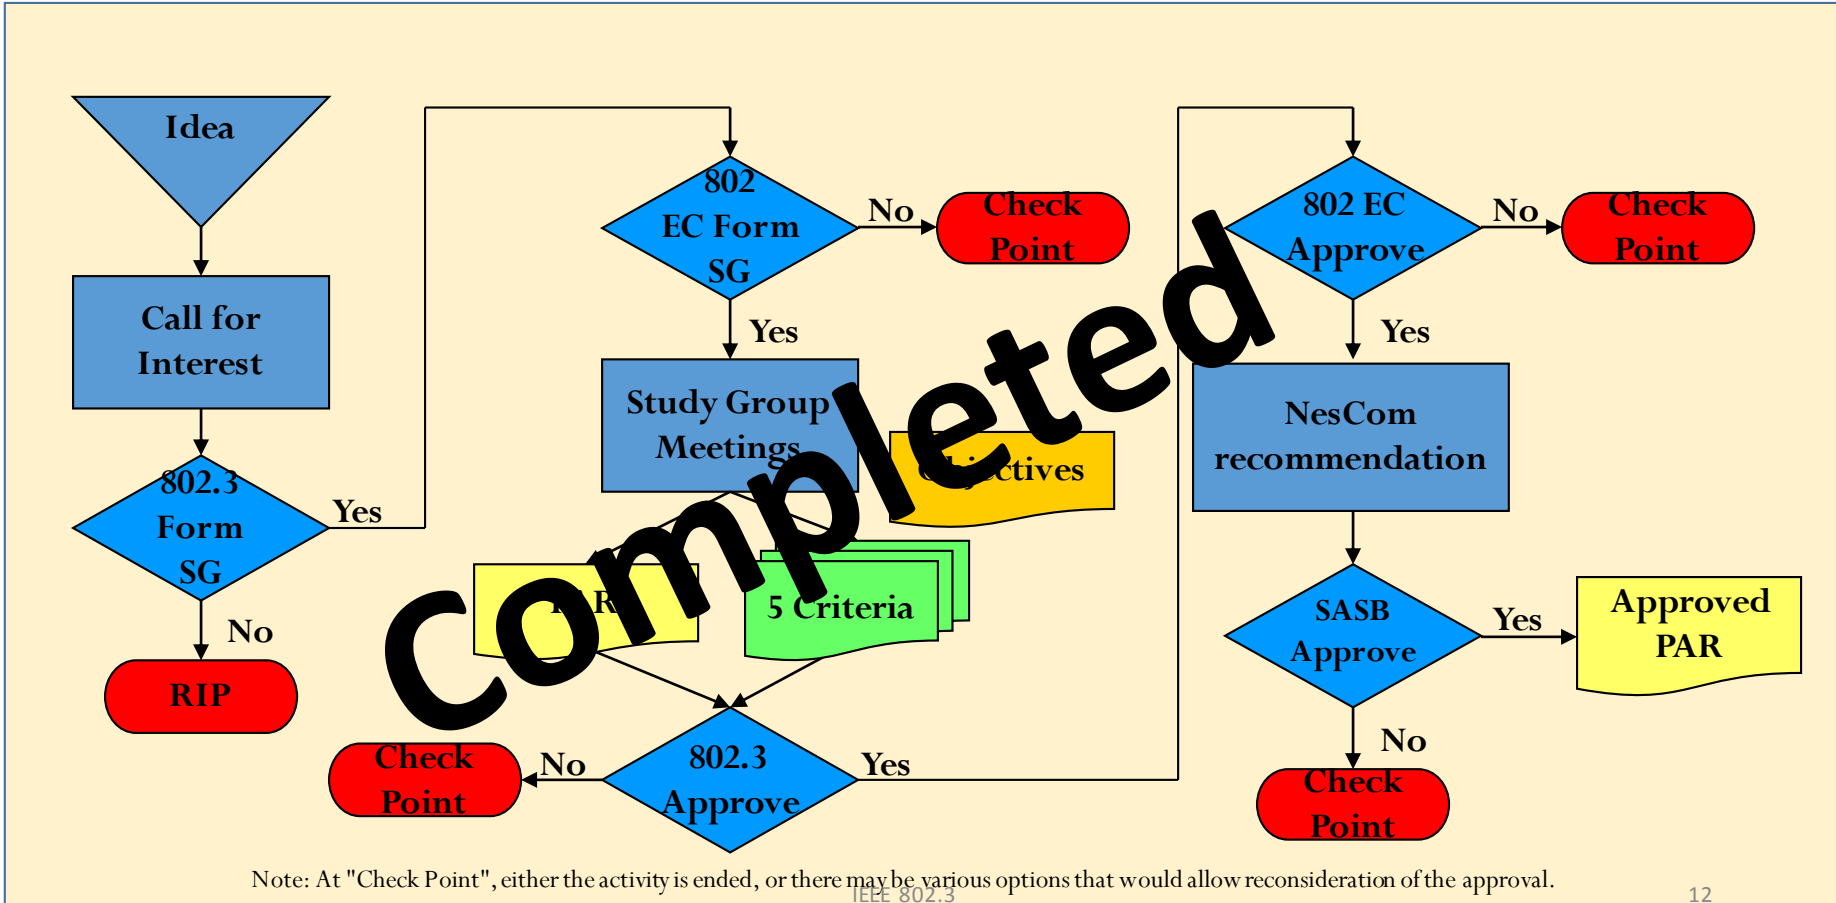 Idea
Call for
Interest
802.3
Form
SG
Yes
No
RIP
802
EC Form
SG
No
Check
Point
Yes
Study Group
Meetings
Objectives
PAR
5 Criteria
802.3
Approve
No
Check
Point
Yes
802 EC
Approve
No
Check
Point
Yes
NesCom
recommendation
SASB
Approve
Yes
Approved
PAR
No
Check
Point
Completed
Note: At "Check Point", either the activity is ended, or there may be various options that would allow reconsideration of the approval.
IEEE 802.3
12